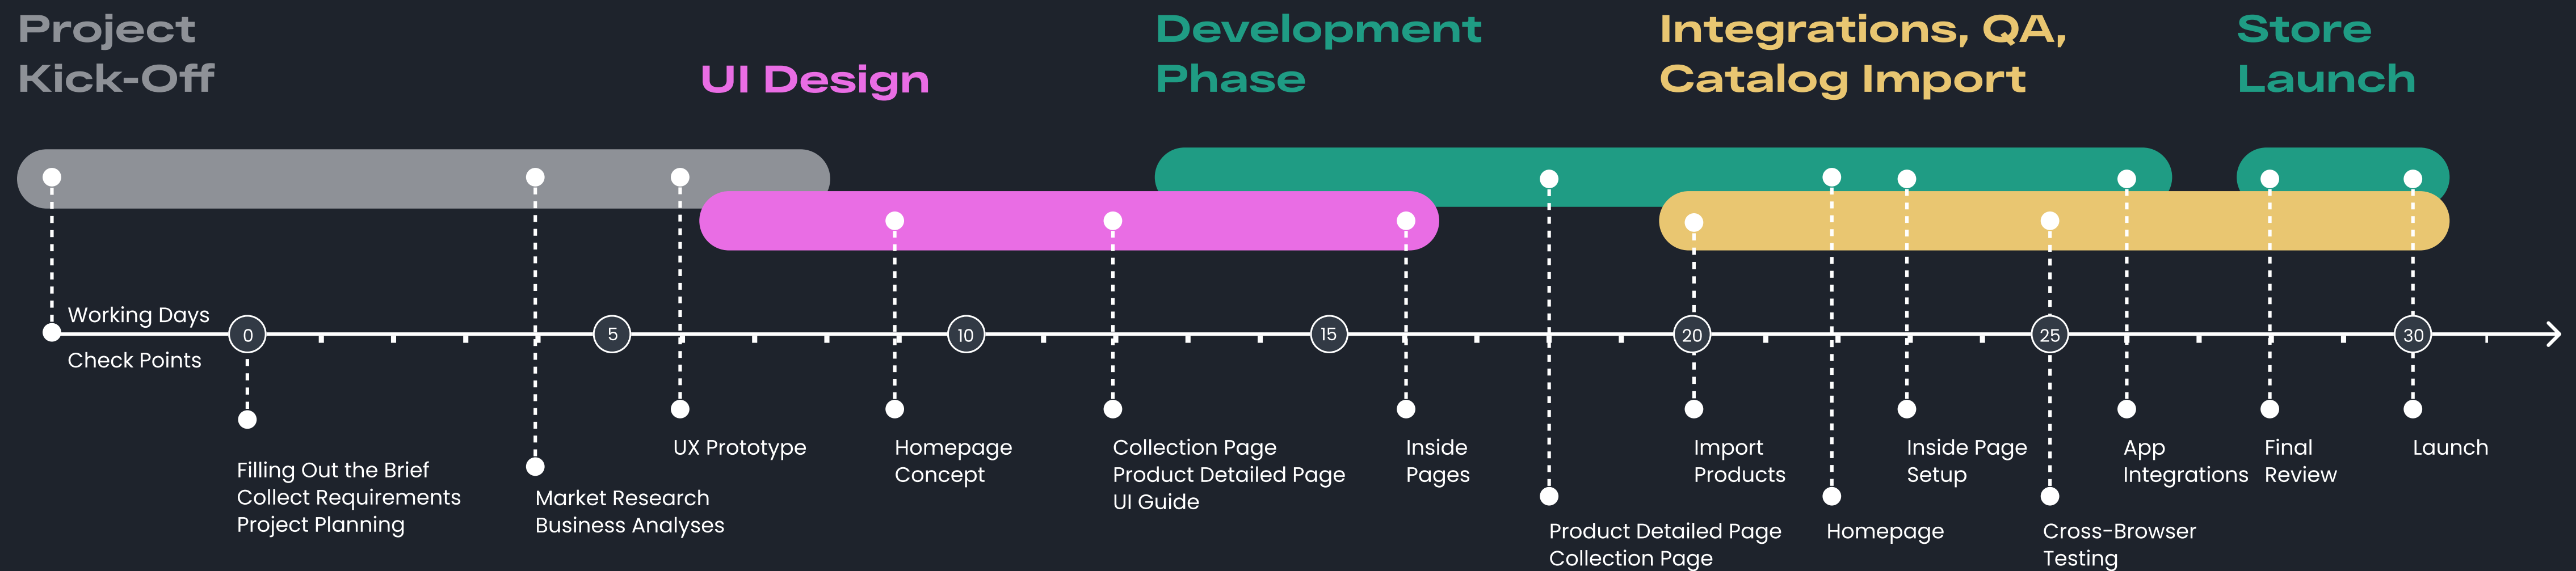 Project
Kick-Off
UI Design
Development
Phase
Integrations, QA,
Catalog Import
Store
Launch
Working Days
0
5
10
15
20
25
30
Check Points
Filling Out the Brief
Collect Requirements
Project Planning
Market Research
Business Analyses
UX Prototype
Homepage
Concept
Collection Page
Product Detailed Page
UI Guide
Inside
Pages
Product Detailed Page
Collection Page
Import
Products
Homepage
Inside Page
Setup
Cross-Browser
Testing
App
Integrations
Final
Review
Launch